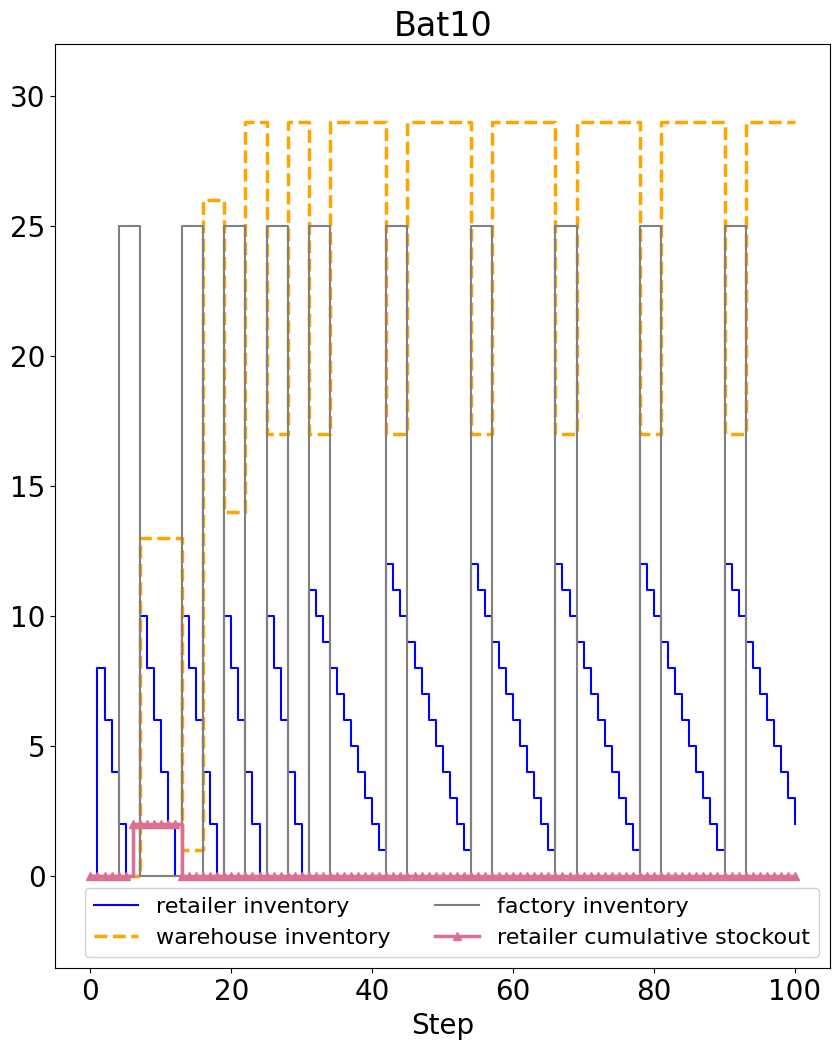 Bat10
30
25
20
15
10
5
0
retailer inventory
factory inventory
warehouse inventory
retailer cumulative stockout
0 20 40 60 80 100
Step